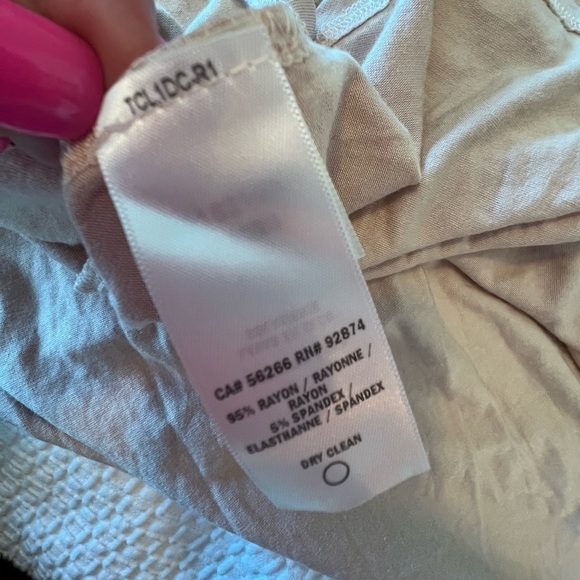 TCL1DC-R1
CA# 56266 RN# 92874
95% RAYON / RAYONNE /
RAYON
5% SPANDEX /
ELASTHANNE / SPANDEX
DRY CLEAN